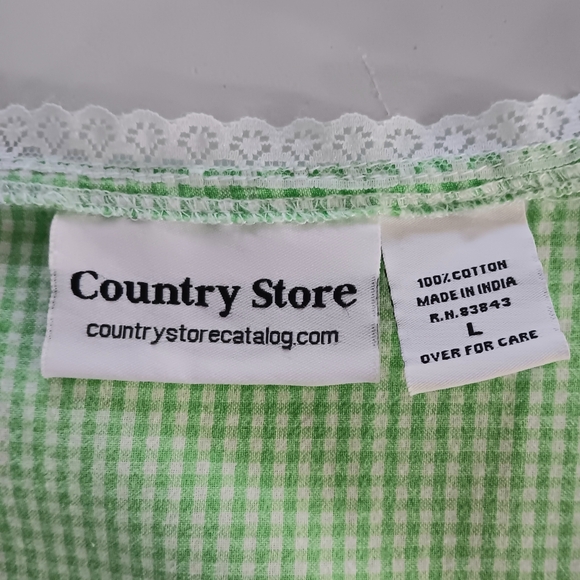 Country Store
countrystorecatalog.com
100% COTTON
MADE IN INDIA
R.N. 83843
L
OVER FOR CARE